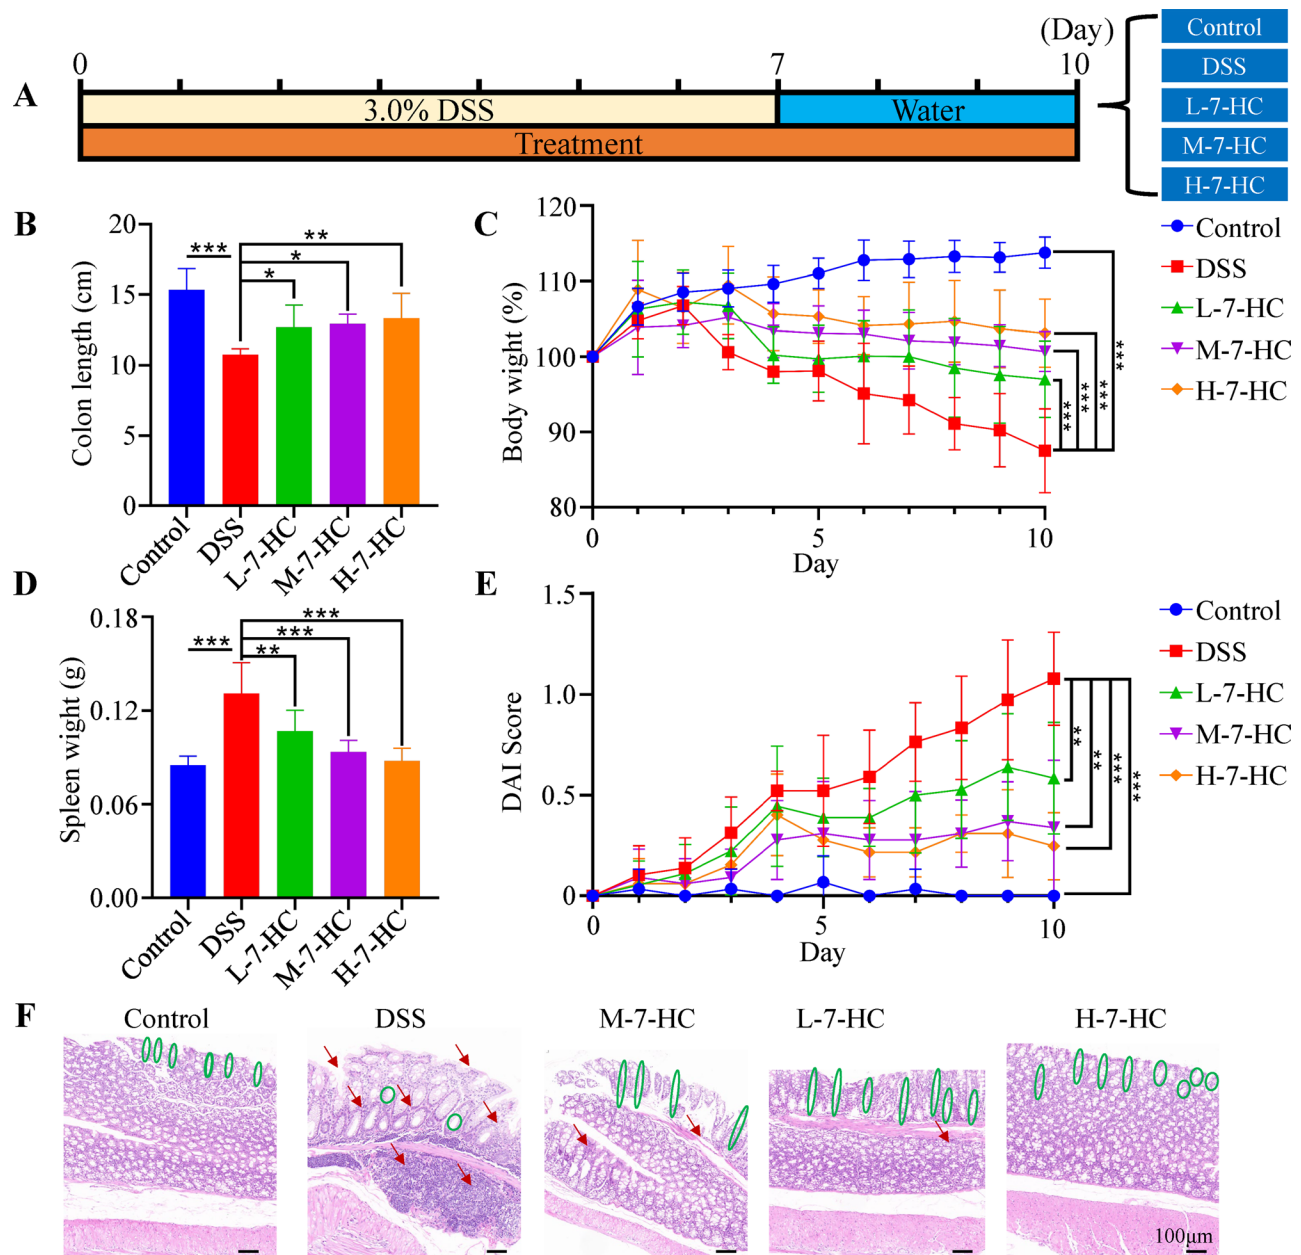 A
(Day)
0
7
10
3.0% DSS
Water
Treatment
Control
DSS
L-7-HC
M-7-HC
H-7-HC
B
Colon length (cm)
20
15
10
5
0
***
*
*
**
Control
DSS
L-7-HC
M-7-HC
H-7-HC
C
Body wight (%)
120
110
100
90
80
0
5
10
Day
***
***
***
***
Control
DSS
L-7-HC
M-7-HC
H-7-HC
D
Spleen wight (g)
0.18
0.12
0.06
0.00
***
**
***
***
Control
DSS
L-7-HC
M-7-HC
H-7-HC
E
DAI Score
1.5
1.0
0.5
0
0
5
10
Day
**
**
***
***
Control
DSS
L-7-HC
M-7-HC
H-7-HC
F
Control
DSS
M-7-HC
L-7-HC
H-7-HC
100μm